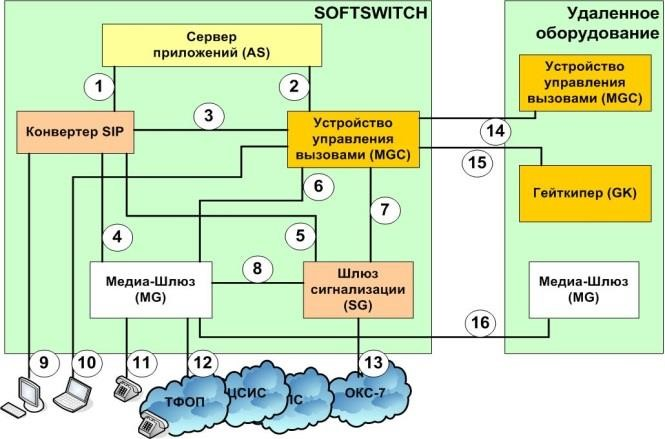 SOFTSWITCH
Удаленное
оборудование
Сервер
приложений (AS)
Устройство
управления
вызовами (MGC)
1
2
3
Конвертер SIP
Устройство
управления
вызовами (MGC)
14
15
6
7
Гейткипер (GK)
4
5
8
Медиа-Шлюз
(MG)
Шлюз
сигнализации
(SG)
Медиа-Шлюз
(MG)
16
9
10
11
12
13
ТФОП
ЦСИС
ПС
ОКС-7